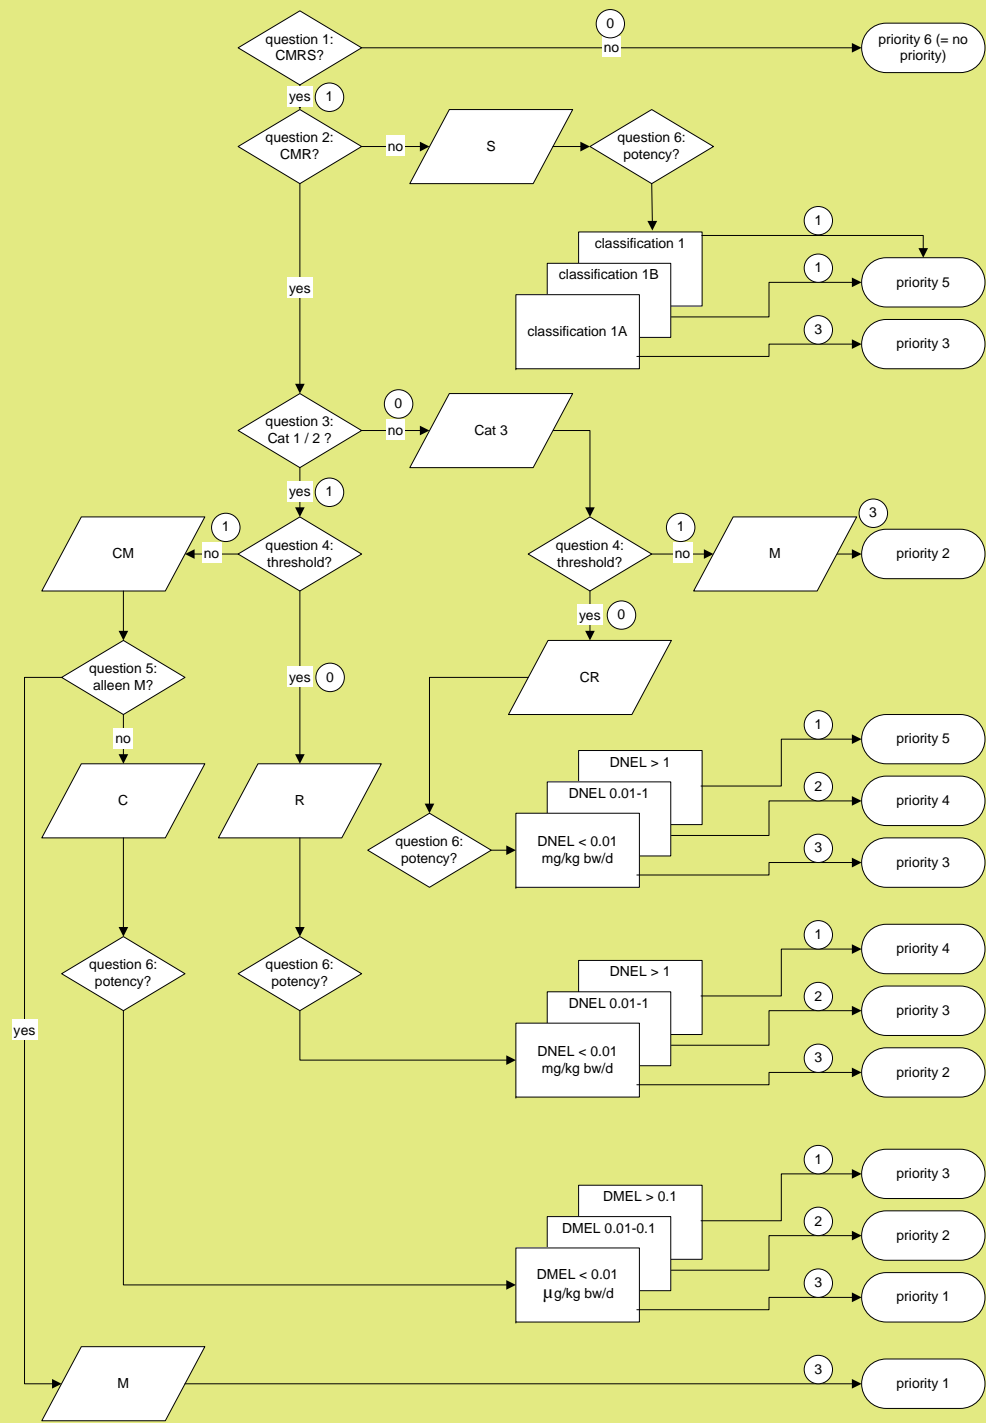 0
question 1:
CMRS?
no
priority 6 (= no
priority)
yes
1
question 2:
CMR?
no
S
question 6:
potency?
1
classification 1
classification 1B
1
priority 5
classification 1A
3
priority 3
yes
question 3:
Cat 1 / 2 ?
0
no
Cat 3
yes
1
CM
1
no
question 4:
threshold?
question 4:
threshold?
1
no
M
3
priority 2
yes
0
question 5:
alleen M?
yes
0
CR
no
C
R
question 6:
potency?
DNEL > 1
1
priority 5
DNEL 0.01-1
2
priority 4
DNEL < 0.01
mg/kg bw/d
3
priority 3
question 6:
potency?
question 6:
potency?
DNEL > 1
1
priority 4
DNEL 0.01-1
2
priority 3
DNEL < 0.01
mg/kg bw/d
3
priority 2
yes
DMEL > 0.1
1
priority 3
DMEL 0.01-0.1
2
priority 2
DMEL < 0.01
µg/kg bw/d
3
priority 1
M
3
priority 1